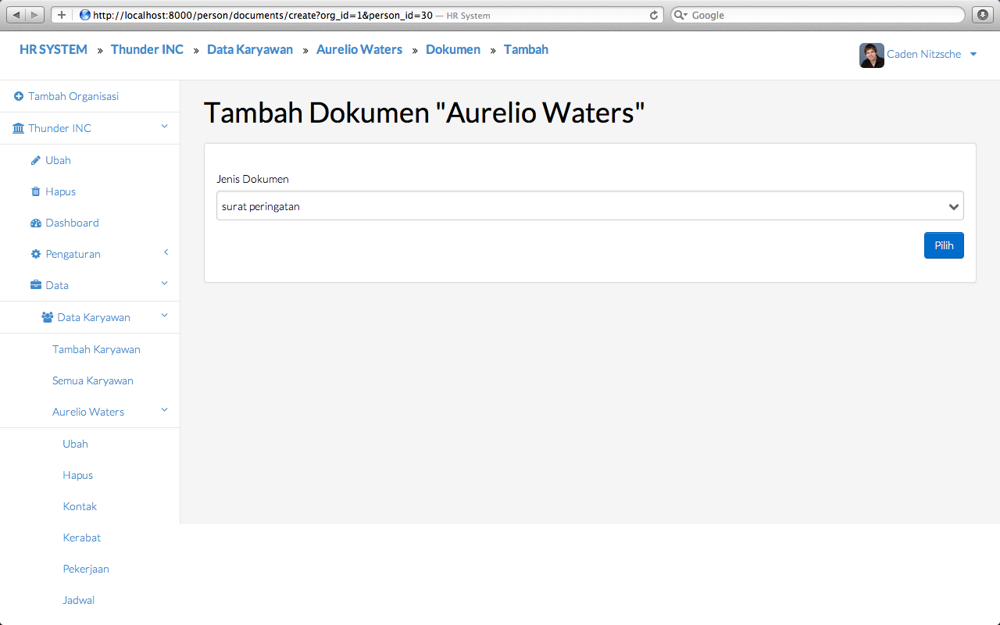 http://localhost:8000/person/documents/create?org_id=1&person_id=30 — HR System
Google
HR SYSTEM » Thunder INC » Data Karyawan » Aurelio Waters » Dokumen » Tambah
Caden Nitzsche
Tambah Organisasi
Thunder INC
Ubah
Hapus
Dashboard
Pengaturan
Data
Data Karyawan
Tambah Karyawan
Semua Karyawan
Aurelio Waters
Ubah
Hapus
Kontak
Kerabat
Pekerjaan
Jadwal
Tambah Dokumen "Aurelio Waters"
Jenis Dokumen
surat peringatan
Pilih